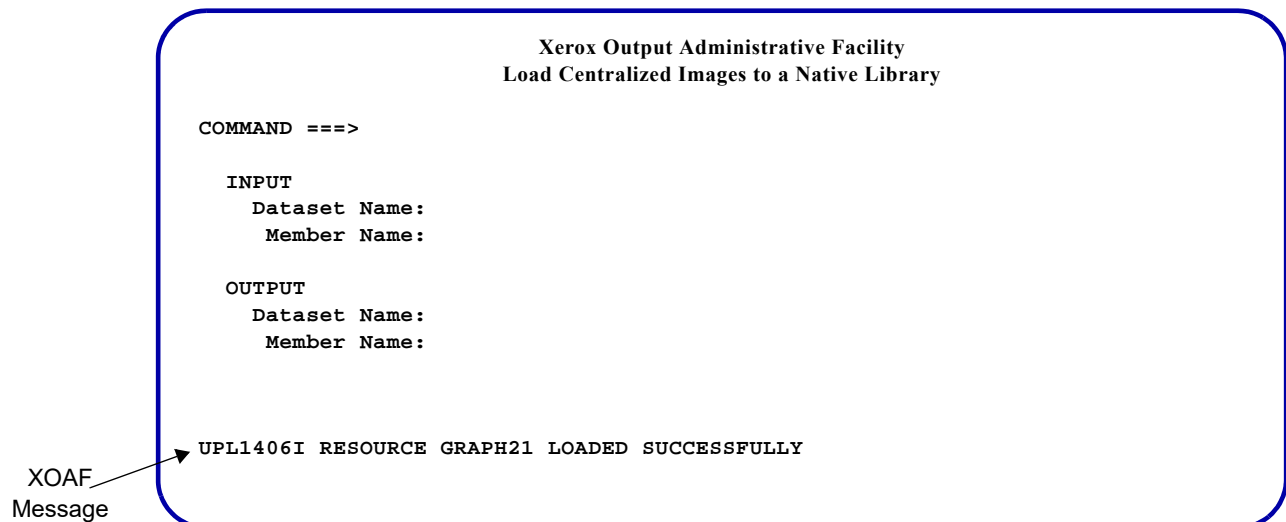 Xerox Output Administrative Facility
Load Centralized Images to a Native Library
COMMAND ===>
INPUT
Dataset Name:
Member Name:
OUTPUT
Dataset Name:
Member Name:
UPL1406I RESOURCE GRAPH21 LOADED SUCCESSFULLY
XOAF
Message